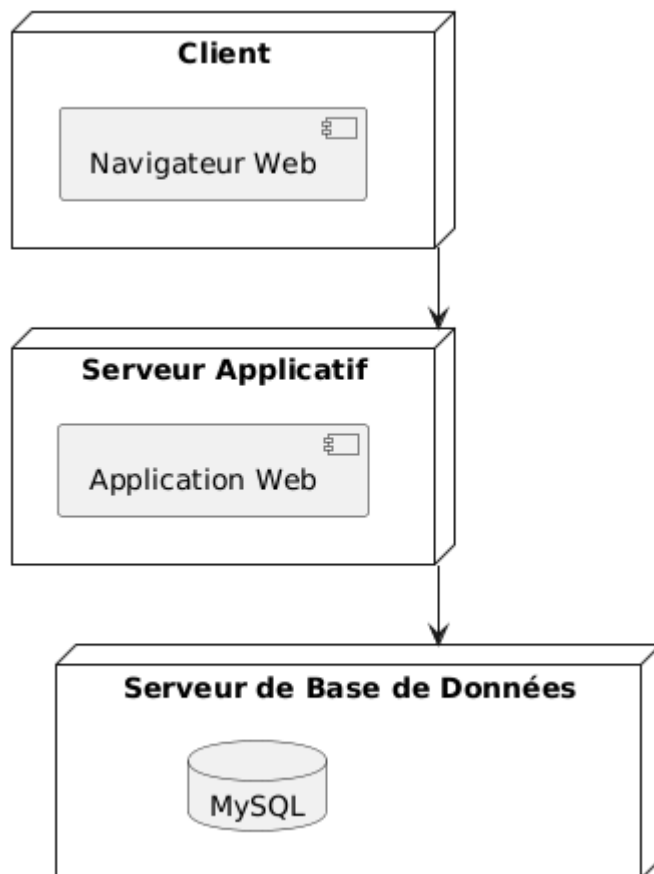 Client
Navigateur Web
Serveur Applicatif
Application Web
Serveur de Base de Données
MySQL